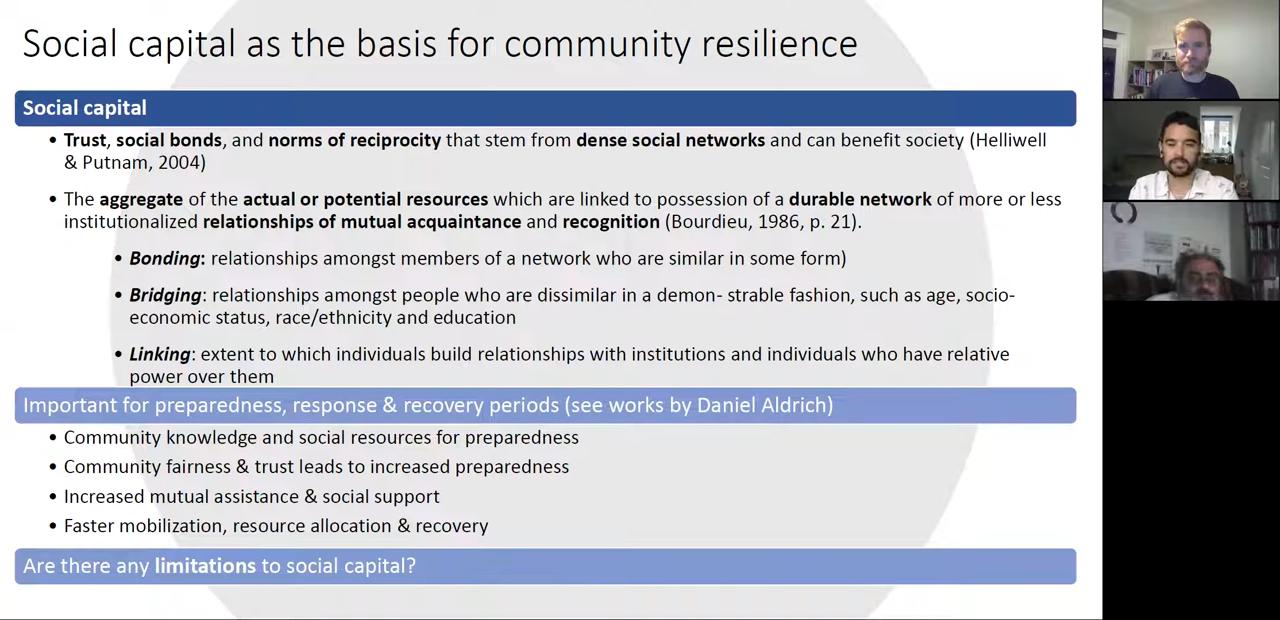 Social capital as the basis for community resilience
Social capital
• Trust, social bonds, and norms of reciprocity that stem from dense social networks and can benefit society (Helliwell
& Putnam, 2004)
• The aggregate of the actual or potential resources which are linked to possession of a durable network of more or less
institutionalized relationships of mutual acquaintance and recognition (Bourdieu, 1986, p. 21).
• Bonding: relationships amongst members of a network who are similar in some form)
• Bridging: relationships amongst people who are dissimilar in a demon- strable fashion, such as age, socio-
economic status, race/ethnicity and education
• Linking: extent to which individuals build relationships with institutions and individuals who have relative
power over them
Important for preparedness, response & recovery periods (see works by Daniel Aldrich)
• Community knowledge and social resources for preparedness
• Community fairness & trust leads to increased preparedness
• Increased mutual assistance & social support
• Faster mobilization, resource allocation & recovery
Are there any limitations to social capital?